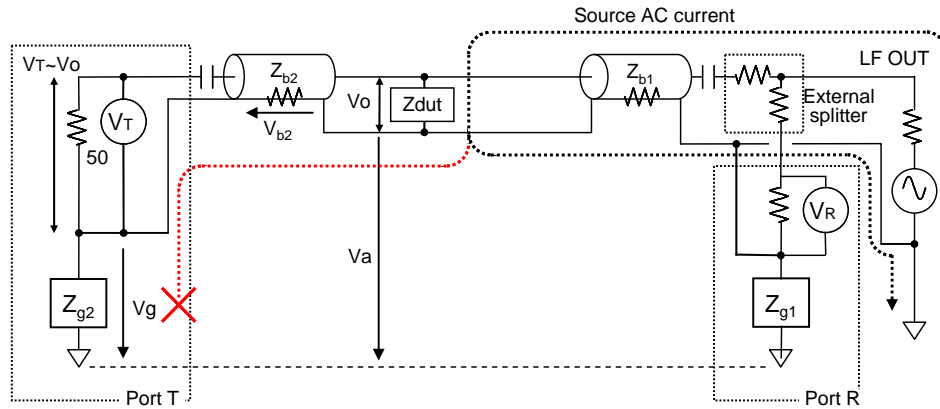 Source AC current
VT~Vo
Zb2
Zb1
LF OUT
Vo
Zdut
External
splitter
VT
Vb2
50
VR
Va
Zg2
Vg
Zg1
Port T
Port R